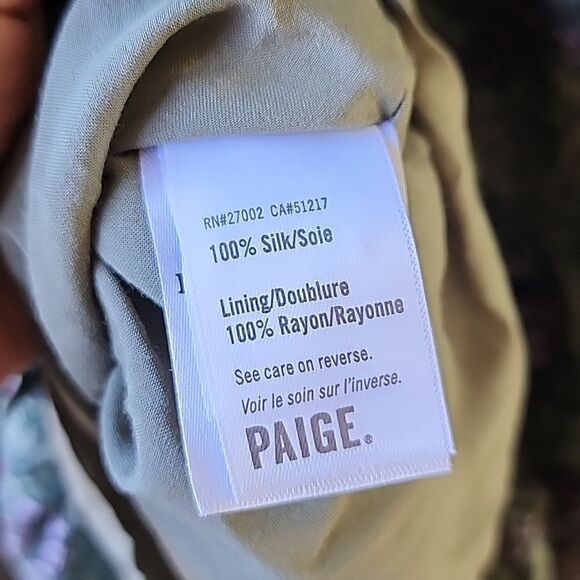 RN#27002 CA#51217
100% Silk/Soie
Lining/Doublure
100% Rayon/Rayonne
See care on reverse.
Voir le soin sur l'inverse.
PAIGE®